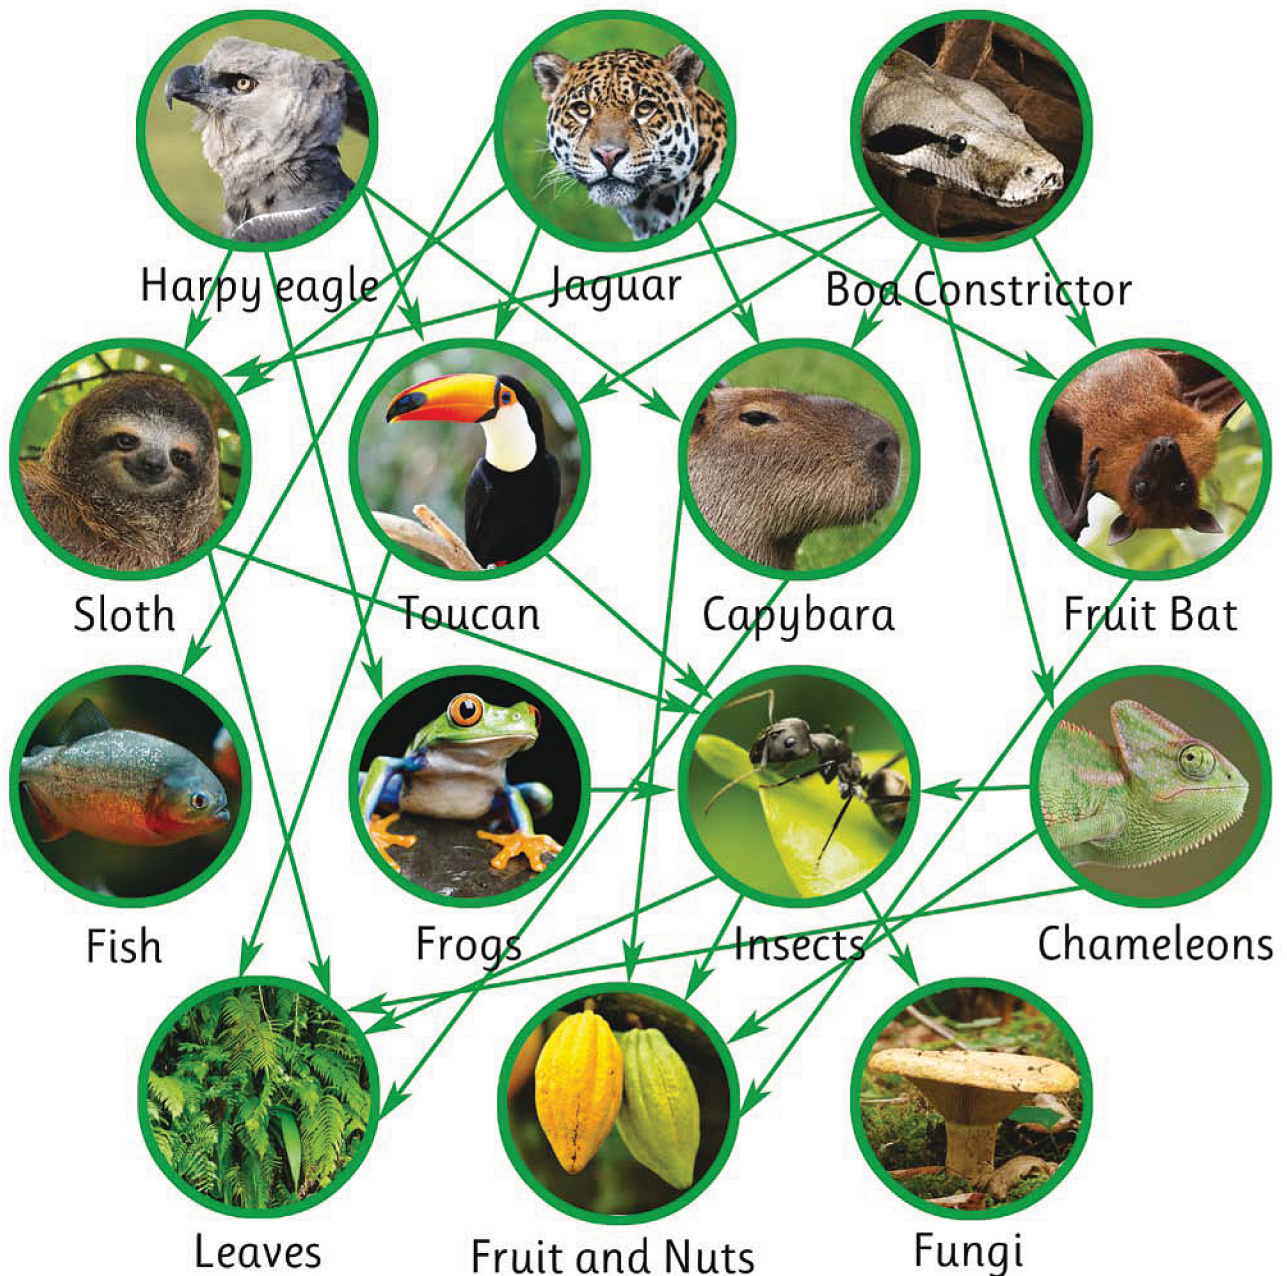 Harpy eagle
Jaguar
Boa Constrictor
Sloth
Toucan
Capybara
Fruit Bat
Fish
Frogs
Insects
Chameleons
Leaves
Fruit and Nuts
Fungi